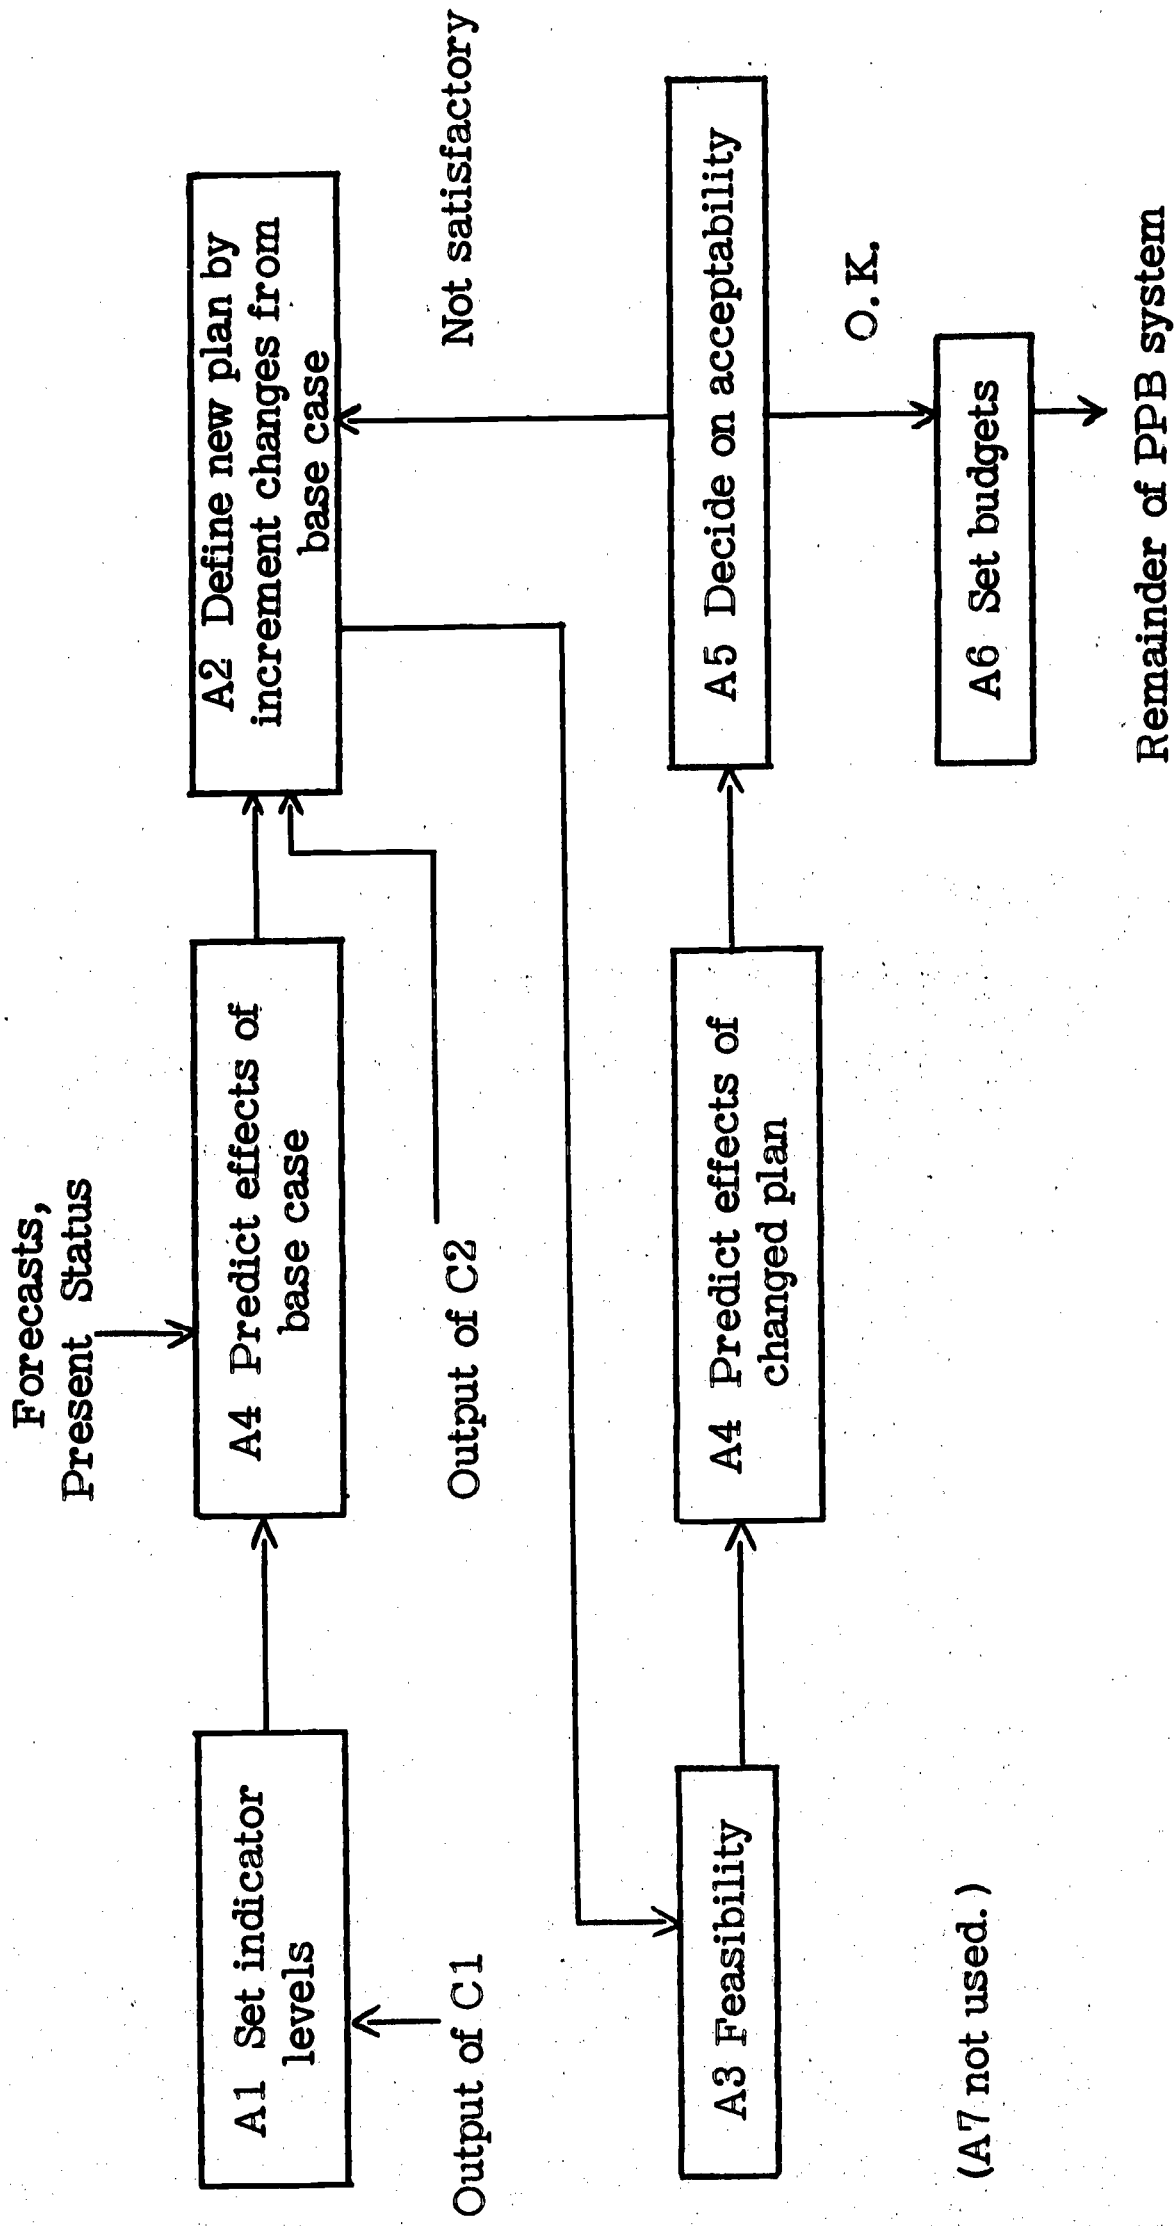 Forecasts,
Present Status
A1 Set indicator
levels
A4 Predict effects of
base case
A2 Define new plan by
increment changes from
base case
Output of C1
Output of C2
Not satisfactory
A3 Feasibility
A4 Predict effects of
changed plan
A5 Decide on acceptability
O.K.
A6 Set budgets
(A7 not used.)
Remainder of PPB system